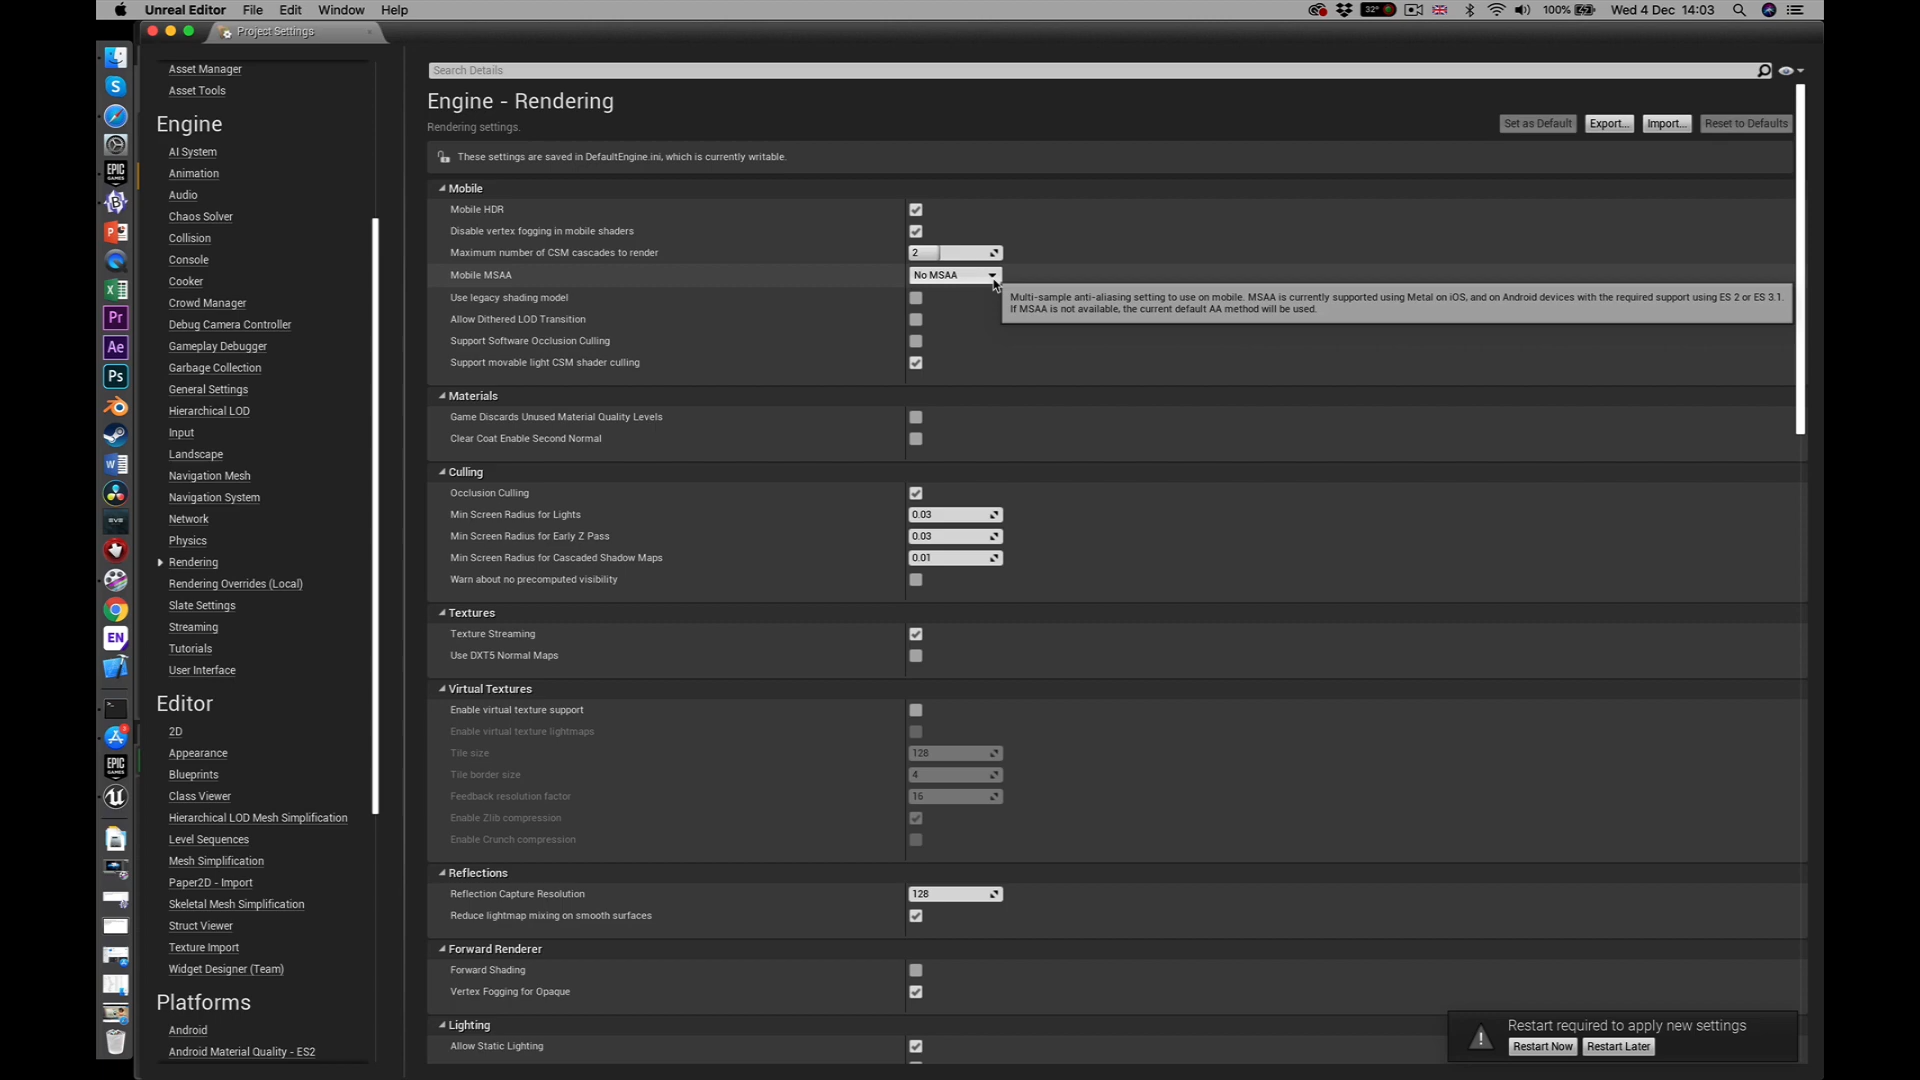 Unreal Editor File Edit Window Help
32° 100% Wed 4 Dec 14:03
Project Settings
Asset Manager
Asset Tools
Engine
AI System
Animation
Audio
Chaos Solver
Collision
Console
Cooker
Crowd Manager
Debug Camera Controller
Gameplay Debugger
Garbage Collection
General Settings
Hierarchical LOD
Input
Landscape
Navigation Mesh
Navigation System
Network
Physics
Rendering
Rendering Overrides (Local)
Slate Settings
Streaming
Tutorials
User Interface
Editor
2D
Appearance
Blueprints
Class Viewer
Hierarchical LOD Mesh Simplification
Level Sequences
Mesh Simplification
Paper2D - Import
Skeletal Mesh Simplification
Struct Viewer
Texture Import
Widget Designer (Team)
Platforms
Android
Android Material Quality - ES2
Search Details
Engine - Rendering
Rendering settings.
Set as Default Export... Import... Reset to Defaults
These settings are saved in DefaultEngine.ini, which is currently writable.
Mobile
Mobile HDR
Disable vertex fogging in mobile shaders
Maximum number of CSM cascades to render 2
Mobile MSAA No MSAA
Multi-sample anti-aliasing setting to use on mobile. MSAA is currently supported using Metal on iOS, and on Android devices with the required support using ES 2 or ES 3.1.
If MSAA is not available, the current default AA method will be used.
Use legacy shading model
Allow Dithered LOD Transition
Support Software Occlusion Culling
Support movable light CSM shader culling
Materials
Game Discards Unused Material Quality Levels
Clear Coat Enable Second Normal
Culling
Occlusion Culling
Min Screen Radius for Lights 0.03
Min Screen Radius for Early Z Pass 0.03
Min Screen Radius for Cascaded Shadow Maps 0.01
Warn about no precomputed visibility
Textures
Texture Streaming
Use DXT5 Normal Maps
Virtual Textures
Enable virtual texture support
Enable virtual texture lightmaps
Tile size 128
Tile border size 4
Feedback resolution factor 16
Enable Zlib compression
Enable Crunch compression
Reflections
Reflection Capture Resolution 128
Reduce lightmap mixing on smooth surfaces
Forward Renderer
Forward Shading
Vertex Fogging for Opaque
Lighting
Allow Static Lighting
Restart required to apply new settings
Restart Now Restart Later
EPIC
GAMES
Pr
Ae
Ps
EVE
EN
EPIC
GAMES